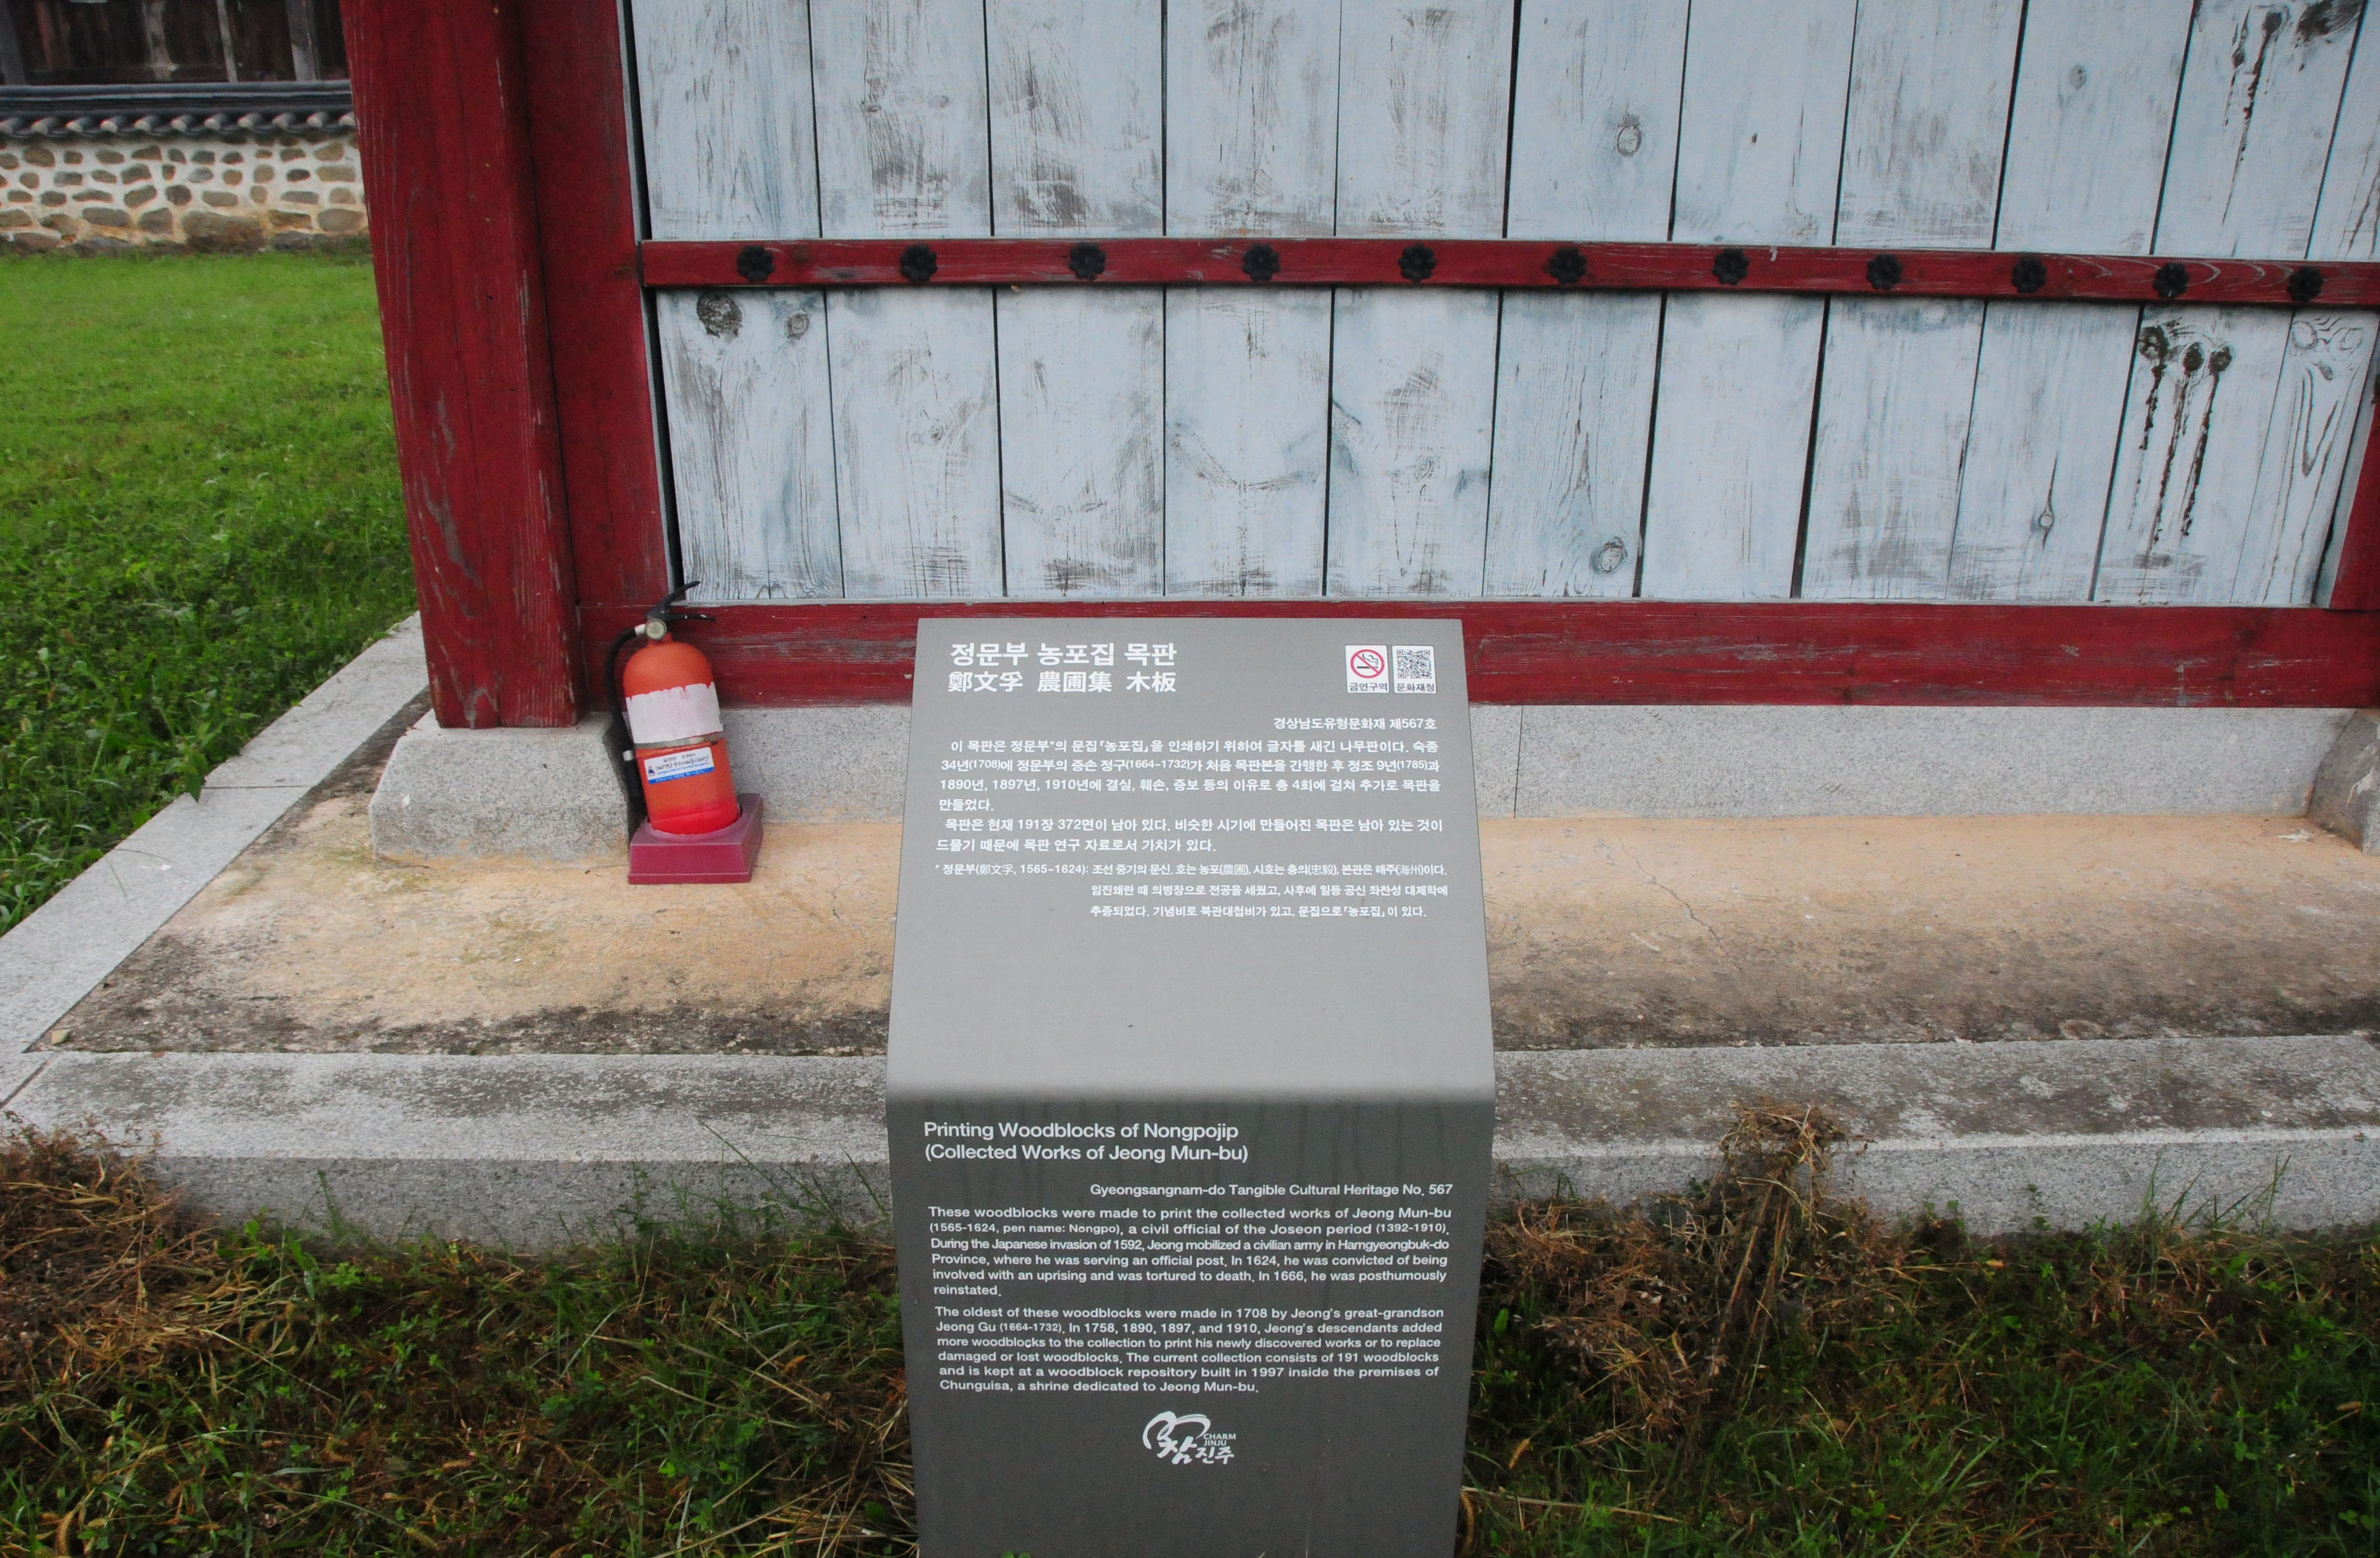 정문부 농포집 목판
鄭文孚 農圃集 木板
금연구역 문화재청
경상남도유형문화재 제567호
이 목판은 정문부*의 문집「농포집」을 인쇄하기 위하여 글자를 새긴 나무판이다. 숙종
34년(1708)에 정문부의 증손 정구(1664-1732)가 처음 목판본을 간행한 후 정조 9년(1785)과
1890년, 1897년, 1910년에 결실, 훼손, 증보 등의 이유로 총 4회에 걸쳐 추가로 목판을
만들었다.
목판은 현재 191장 372면이 남아 있다. 비슷한 시기에 만들어진 목판은 남아 있는 것이
드물기 때문에 목판 연구 자료로서 가치가 있다.
* 정문부(鄭文孚, 1565-1624): 조선 중기의 문신. 호는 농포(農圃), 시호는 충의(忠毅), 본관은 해주(海州)이다.
임진왜란 때 의병장으로 전공을 세웠고, 사후에 일등 공신 좌찬성 대제학에
추증되었다. 기념비로 북관대첩비가 있고, 문집으로「농포집」이 있다.
Printing Woodblocks of Nongpojip
(Collected Works of Jeong Mun-bu)
Gyeongsangnam-do Tangible Cultural Heritage No. 567
These woodblocks were made to print the collected works of Jeong Mun-bu
(1565-1624, pen name: Nongpo), a civil official of the Joseon period (1392-1910).
During the Japanese invasion of 1592, Jeong mobilized a civilian army in Hamgyeongbuk-do
Province, where he was serving an official post. In 1624, he was convicted of being
involved with an uprising and was tortured to death. In 1666, he was posthumously
reinstated.
The oldest of these woodblocks were made in 1708 by Jeong's great-grandson
Jeong Gu (1664-1732). In 1758, 1890, 1897, and 1910, Jeong's descendants added
more woodblocks to the collection to print his newly discovered works or to replace
damaged or lost woodblocks. The current collection consists of 191 woodblocks
and is kept at a woodblock repository built in 1997 inside the premises of
Chunguisa, a shrine dedicated to Jeong Mun-bu.
참진주
CHARM
JINJU